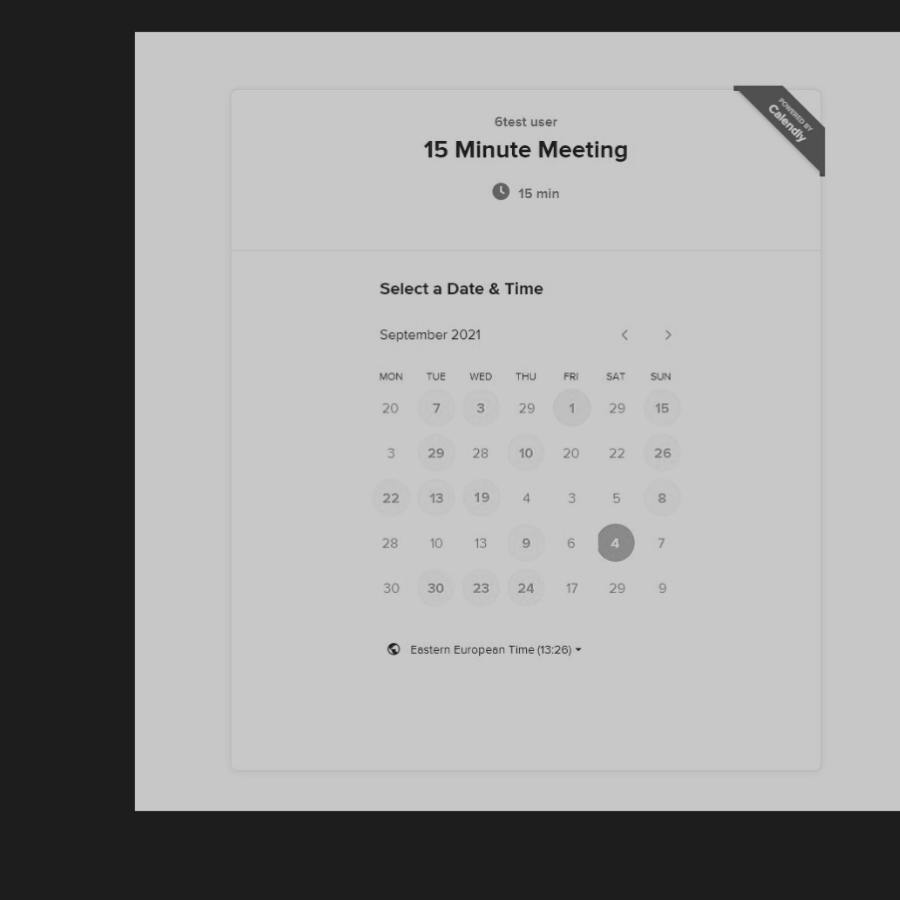 POWERED BY
Calendly
6test user
15 Minute Meeting
15 min
Select a Date & Time
September 2021
MON TUE WED THU FRI SAT SUN
20 7 3 29 1 29 15
3 29 28 10 20 22 26
22 13 19 4 3 5 8
28 10 13 9 6 4 7
30 30 23 24 17 29 9
Eastern European Time (13:26)